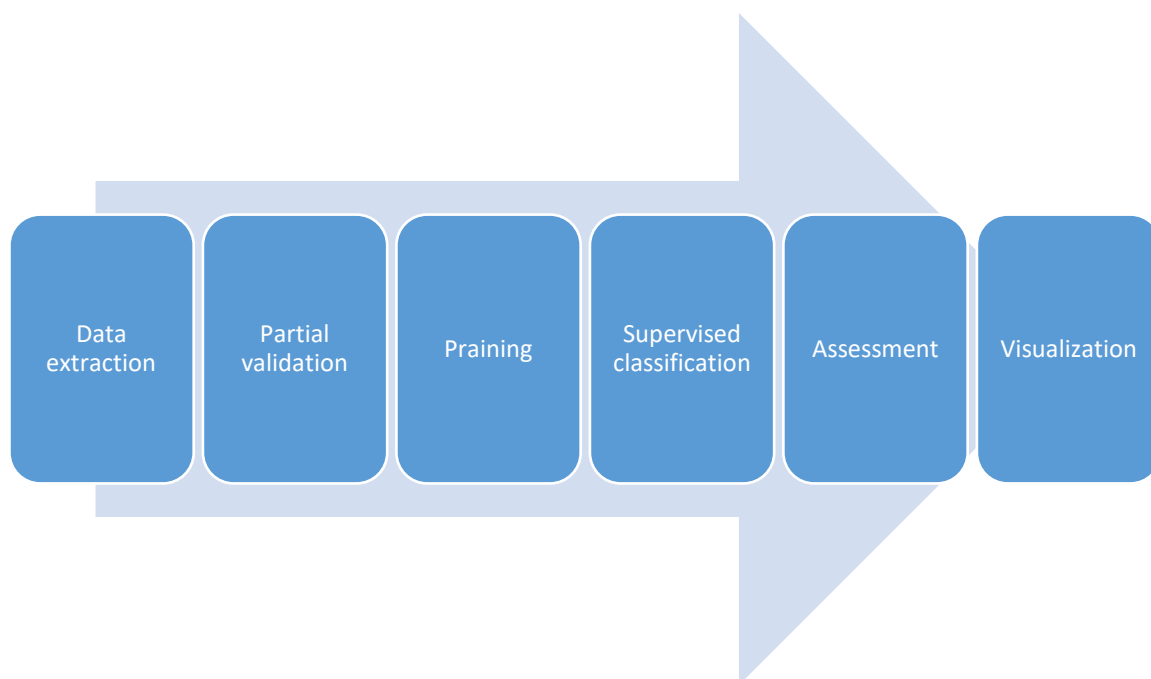 Data
extraction
Partial
validation
Praining
Supervised
classification
Assessment
Visualization